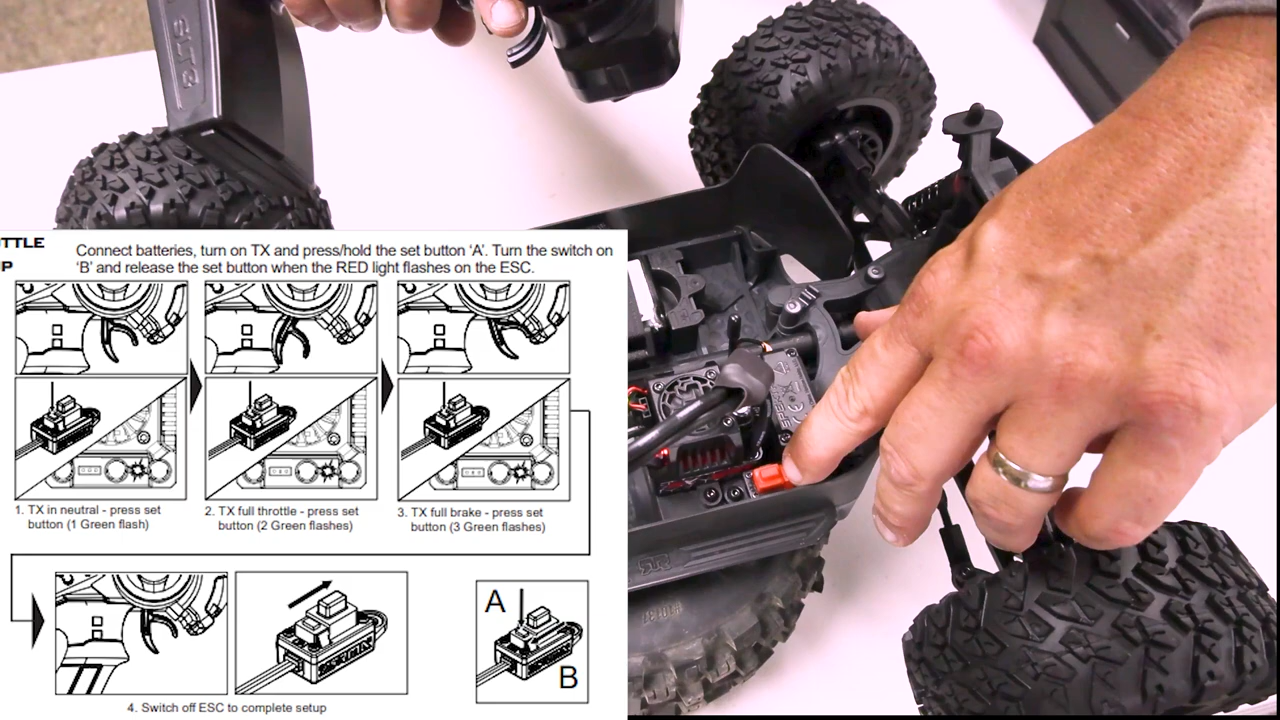 TTLE
P
Connect batteries, turn on TX and press/hold the set button ‘A’. Turn the switch on
‘B’ and release the set button when the RED light flashes on the ESC.
1. TX in neutral - press set
button (1 Green flash)
2. TX full throttle - press set
button (2 Green flashes)
3. TX full brake - press set
button (3 Green flashes)
A
B
4. Switch off ESC to complete setup